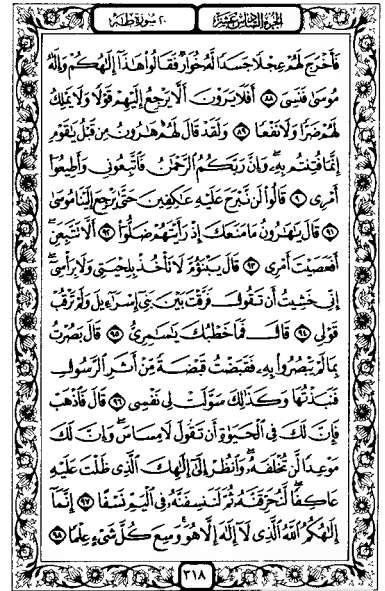 الجزء السادس عشر ٢٠ سورة طه
فَأَخْرَجَ لَهُمْ عِجْلًا جَسَدًا لَّهُ خُوَارٌ فَقَالُوا۟ هَٰذَآ إِلَٰهُكُمْ وَإِلَٰهُ
مُوسَىٰ فَنَسِىَ ٨٨ أَفَلَا يَرَوْنَ أَلَّا يَرْجِعُ إِلَيْهِمْ قَوْلًا وَلَا يَمْلِكُ
لَهُمْ ضَرًّا وَلَا نَفْعًا ٨٩ وَلَقَدْ قَالَ لَهُمْ هَٰرُونُ مِن قَبْلُ يَٰقَوْمِ
إِنَّمَا فُتِنتُم بِهِۦ وَإِنَّ رَبَّكُمُ ٱلرَّحْمَٰنُ فَٱتَّبِعُونِى وَأَطِيعُوٓا۟
أَمْرِى ٩٠ قَالُوا۟ لَن نَّبْرَحَ عَلَيْهِ عَٰكِفِينَ حَتَّىٰ يَرْجِعَ إِلَيْنَا مُوسَىٰ
٩١ قَالَ يَٰهَٰرُونُ مَا مَنَعَكَ إِذْ رَأَيْتَهُمْ ضَلُّوٓا۟ ٩٢ أَلَّا تَتَّبِعَنِ
أَفَعَصَيْتَ أَمْرِى ٩٣ قَالَ يَبْنَؤُمَّ لَا تَأْخُذْ بِلِحْيَتِى وَلَا بِرَأْسِىٓ
إِنِّى خَشِيتُ أَن تَقُولَ فَرَّقْتَ بَيْنَ بَنِىٓ إِسْرَٰٓءِيلَ وَلَمْ تَرْقُبْ
قَوْلِى ٩٤ قَالَ فَمَا خَطْبُكَ يَٰسَٰمِرِىُّ ٩٥ قَالَ بَصُرْتُ
بِمَا لَمْ يَبْصُرُوا۟ بِهِۦ فَقَبَضْتُ قَبْضَةً مِّنْ أَثَرِ ٱلرَّسُولِ
فَنَبَذْتُهَا وَكَذَٰلِكَ سَوَّلَتْ لِى نَفْسِى ٩٦ قَالَ فَٱذْهَبْ
فَإِنَّ لَكَ فِى ٱلْحَيَوٰةِ أَن تَقُولَ لَا مِسَاسَ وَإِنَّ لَكَ
مَوْعِدًا لَّن تُخْلَفَهُۥ وَٱنظُرْ إِلَىٰٓ إِلَٰهِكَ ٱلَّذِى ظَلْتَ عَلَيْهِ
عَاكِفًا لَّنُحَرِّقَنَّهُۥ ثُمَّ لَنَنسِفَنَّهُۥ فِى ٱلْيَمِّ نَسْفًا ٩٧ إِنَّمَآ
إِلَٰهُكُمُ ٱللَّهُ ٱلَّذِى لَآ إِلَٰهَ إِلَّا هُوَ وَسِعَ كُلَّ شَىْءٍ عِلْمًا ٩٨
٣١٨